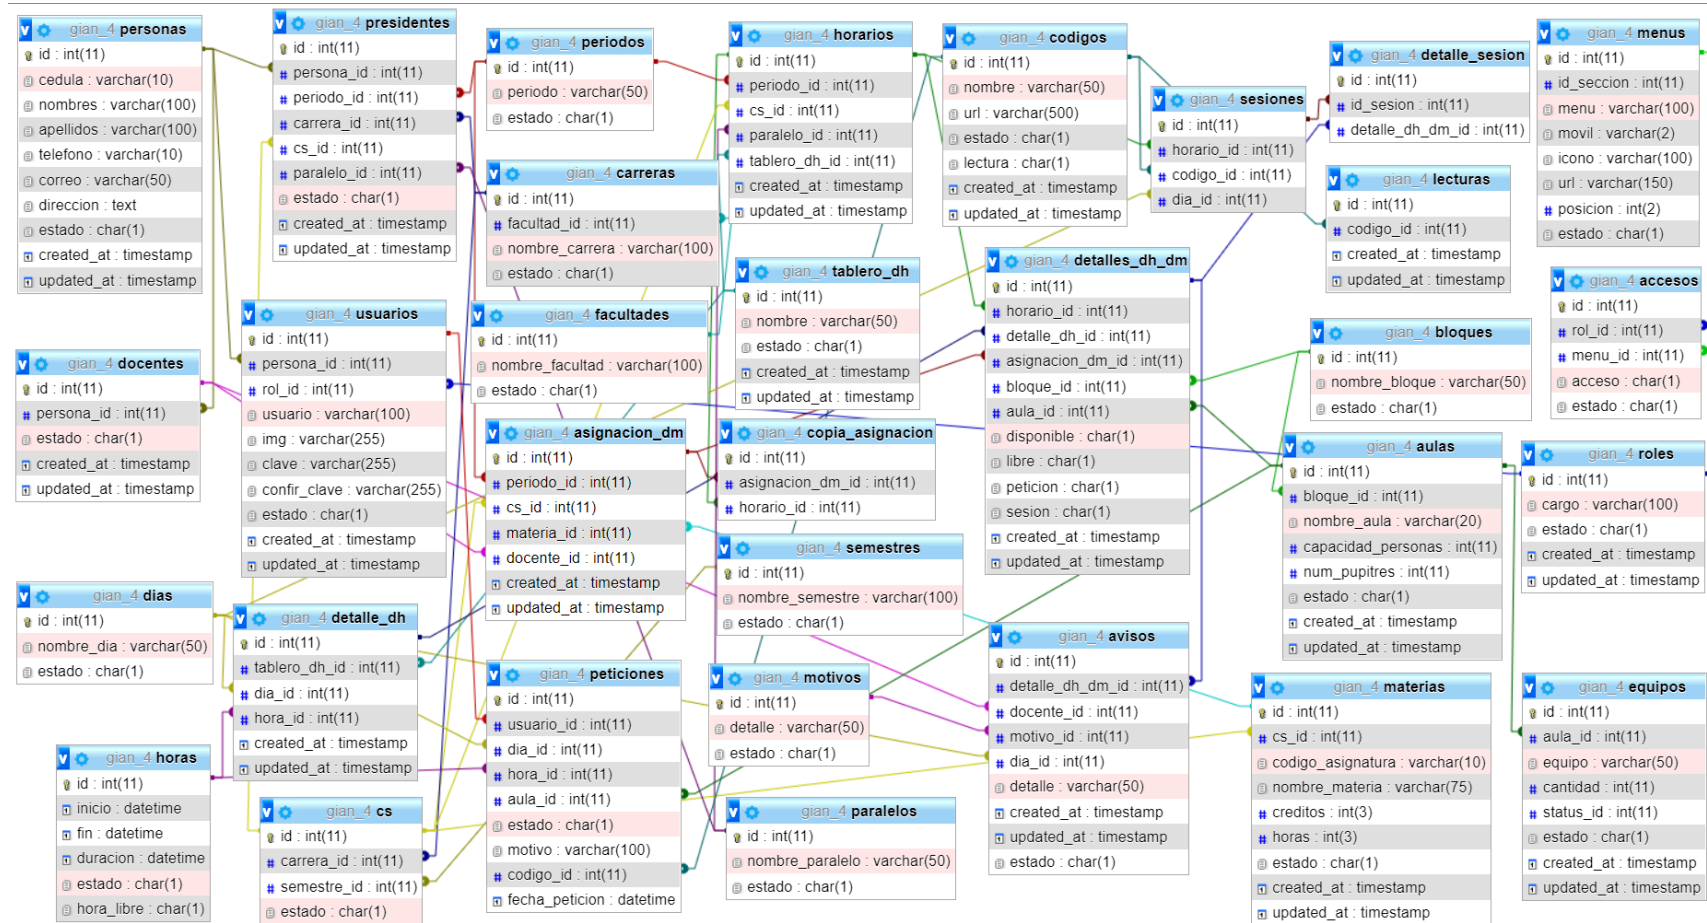 gian_4 personas
id : int(11)
cedula : varchar(10)
nombres : varchar(100)
apellidos : varchar(100)
telefono : varchar(10)
correo : varchar(50)
direccion : text
estado : char(1)
created_at : timestamp
updated_at : timestamp
gian_4 presidentes
id : int(11)
persona_id : int(11)
periodo_id : int(11)
carrera_id : int(11)
cs_id : int(11)
paralelo_id : int(11)
estado : char(1)
created_at : timestamp
updated_at : timestamp
gian_4 periodos
id : int(11)
periodo : varchar(50)
estado : char(1)
gian_4 horarios
id : int(11)
periodo_id : int(11)
cs_id : int(11)
paralelo_id : int(11)
tablero_dh_id : int(11)
created_at : timestamp
updated_at : timestamp
gian_4 codigos
id : int(11)
nombre : varchar(50)
url : varchar(500)
estado : char(1)
lectura : char(1)
created_at : timestamp
updated_at : timestamp
gian_4 sesiones
id : int(11)
horario_id : int(11)
codigo_id : int(11)
dia_id : int(11)
gian_4 detalle_sesion
id : int(11)
id_sesion : int(11)
detalle_dh_dm_id : int(11)
gian_4 menus
id : int(11)
id_seccion : int(11)
menu : varchar(100)
movil : varchar(2)
icono : varchar(100)
url : varchar(150)
posicion : int(2)
estado : char(1)
gian_4 carreras
id : int(11)
facultad_id : int(11)
nombre_carrera : varchar(100)
estado : char(1)
gian_4 lecturas
id : int(11)
codigo_id : int(11)
created_at : timestamp
updated_at : timestamp
gian_4 tablero_dh
id : int(11)
nombre : varchar(50)
estado : char(1)
created_at : timestamp
updated_at : timestamp
gian_4 detalles_dh_dm
id : int(11)
horario_id : int(11)
detalle_dh_id : int(11)
asignacion_dm_id : int(11)
bloque_id : int(11)
aula_id : int(11)
disponible : char(1)
libre : char(1)
peticion : char(1)
sesion : char(1)
created_at : timestamp
updated_at : timestamp
gian_4 accesos
id : int(11)
rol_id : int(11)
menu_id : int(11)
acceso : char(1)
estado : char(1)
gian_4 usuarios
id : int(11)
persona_id : int(11)
rol_id : int(11)
usuario : varchar(100)
img : varchar(255)
clave : varchar(255)
confir_clave : varchar(255)
estado : char(1)
created_at : timestamp
updated_at : timestamp
gian_4 facultades
id : int(11)
nombre_facultad : varchar(100)
estado : char(1)
gian_4 bloques
id : int(11)
nombre_bloque : varchar(50)
estado : char(1)
gian_4 docentes
id : int(11)
persona_id : int(11)
estado : char(1)
created_at : timestamp
updated_at : timestamp
gian_4 asignacion_dm
id : int(11)
periodo_id : int(11)
cs_id : int(11)
materia_id : int(11)
docente_id : int(11)
created_at : timestamp
updated_at : timestamp
gian_4 copia_asignacion
id : int(11)
asignacion_dm_id : int(11)
horario_id : int(11)
gian_4 aulas
id : int(11)
bloque_id : int(11)
nombre_aula : varchar(20)
capacidad_personas : int(11)
num_pupitres : int(11)
estado : char(1)
created_at : timestamp
updated_at : timestamp
gian_4 roles
id : int(11)
cargo : varchar(100)
estado : char(1)
created_at : timestamp
updated_at : timestamp
gian_4 semestres
id : int(11)
nombre_semestre : varchar(100)
estado : char(1)
gian_4 dias
id : int(11)
nombre_dia : varchar(50)
estado : char(1)
gian_4 detalle_dh
id : int(11)
tablero_dh_id : int(11)
dia_id : int(11)
hora_id : int(11)
created_at : timestamp
updated_at : timestamp
gian_4 avisos
id : int(11)
detalle_dh_dm_id : int(11)
docente_id : int(11)
motivo_id : int(11)
dia_id : int(11)
detalle : varchar(50)
created_at : timestamp
updated_at : timestamp
estado : char(1)
gian_4 peticiones
id : int(11)
usuario_id : int(11)
dia_id : int(11)
hora_id : int(11)
aula_id : int(11)
estado : char(1)
motivo : varchar(100)
codigo_id : int(11)
fecha_peticion : datetime
gian_4 motivos
id : int(11)
detalle : varchar(50)
estado : char(1)
gian_4 materias
id : int(11)
cs_id : int(11)
codigo_asignatura : varchar(10)
nombre_materia : varchar(75)
creditos : int(3)
horas : int(3)
estado : char(1)
created_at : timestamp
updated_at : timestamp
gian_4 equipos
id : int(11)
aula_id : int(11)
equipo : varchar(50)
cantidad : int(11)
status_id : int(11)
estado : char(1)
created_at : timestamp
updated_at : timestamp
gian_4 horas
id : int(11)
inicio : datetime
fin : datetime
duracion : datetime
estado : char(1)
hora_libre : char(1)
gian_4 cs
id : int(11)
carrera_id : int(11)
semestre_id : int(11)
estado : char(1)
gian_4 paralelos
id : int(11)
nombre_paralelo : varchar(50)
estado : char(1)